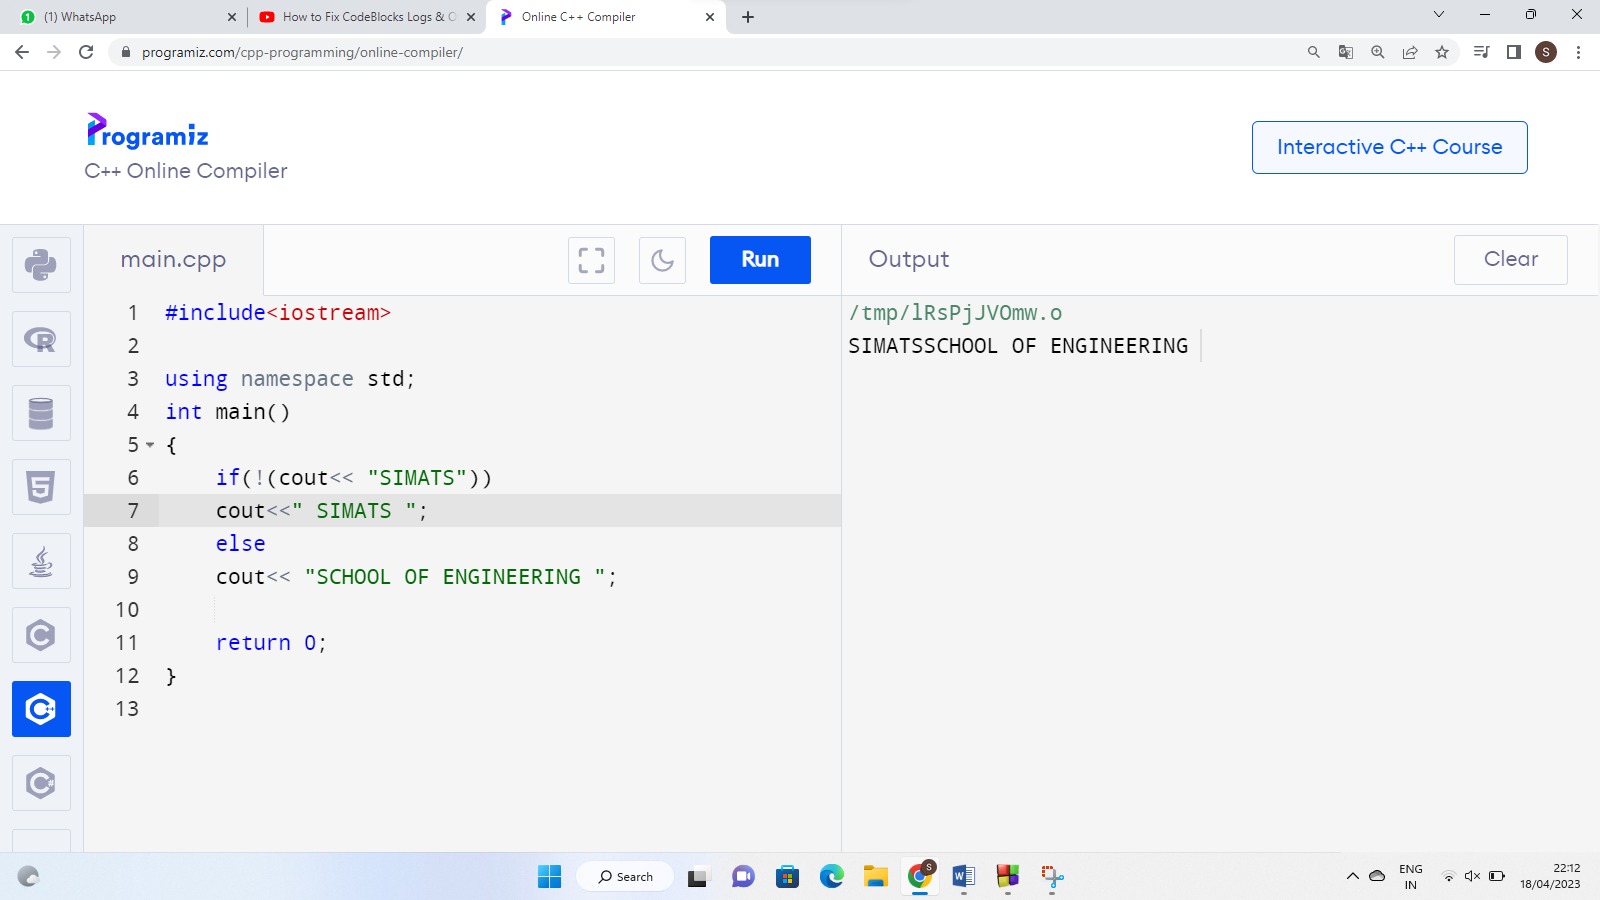 (1) WhatsApp
How to Fix CodeBlocks Logs & O
Online C++ Compiler
programiz.com/cpp-programming/online-compiler/
S
Programiz
C++ Online Compiler
Interactive C++ Course
main.cpp
Run
Output
Clear
1 #include<iostream>
2
3 using namespace std;
4 int main()
5 {
6 if(!(cout<< "SIMATS"))
7 cout<<" SIMATS ";
8 else
9 cout<< "SCHOOL OF ENGINEERING ";
10
11 return 0;
12 }
13
/tmp/lRsPjJVOmw.o
SIMATSSCHOOL OF ENGINEERING
Search
ENG
IN
22:12
18/04/2023